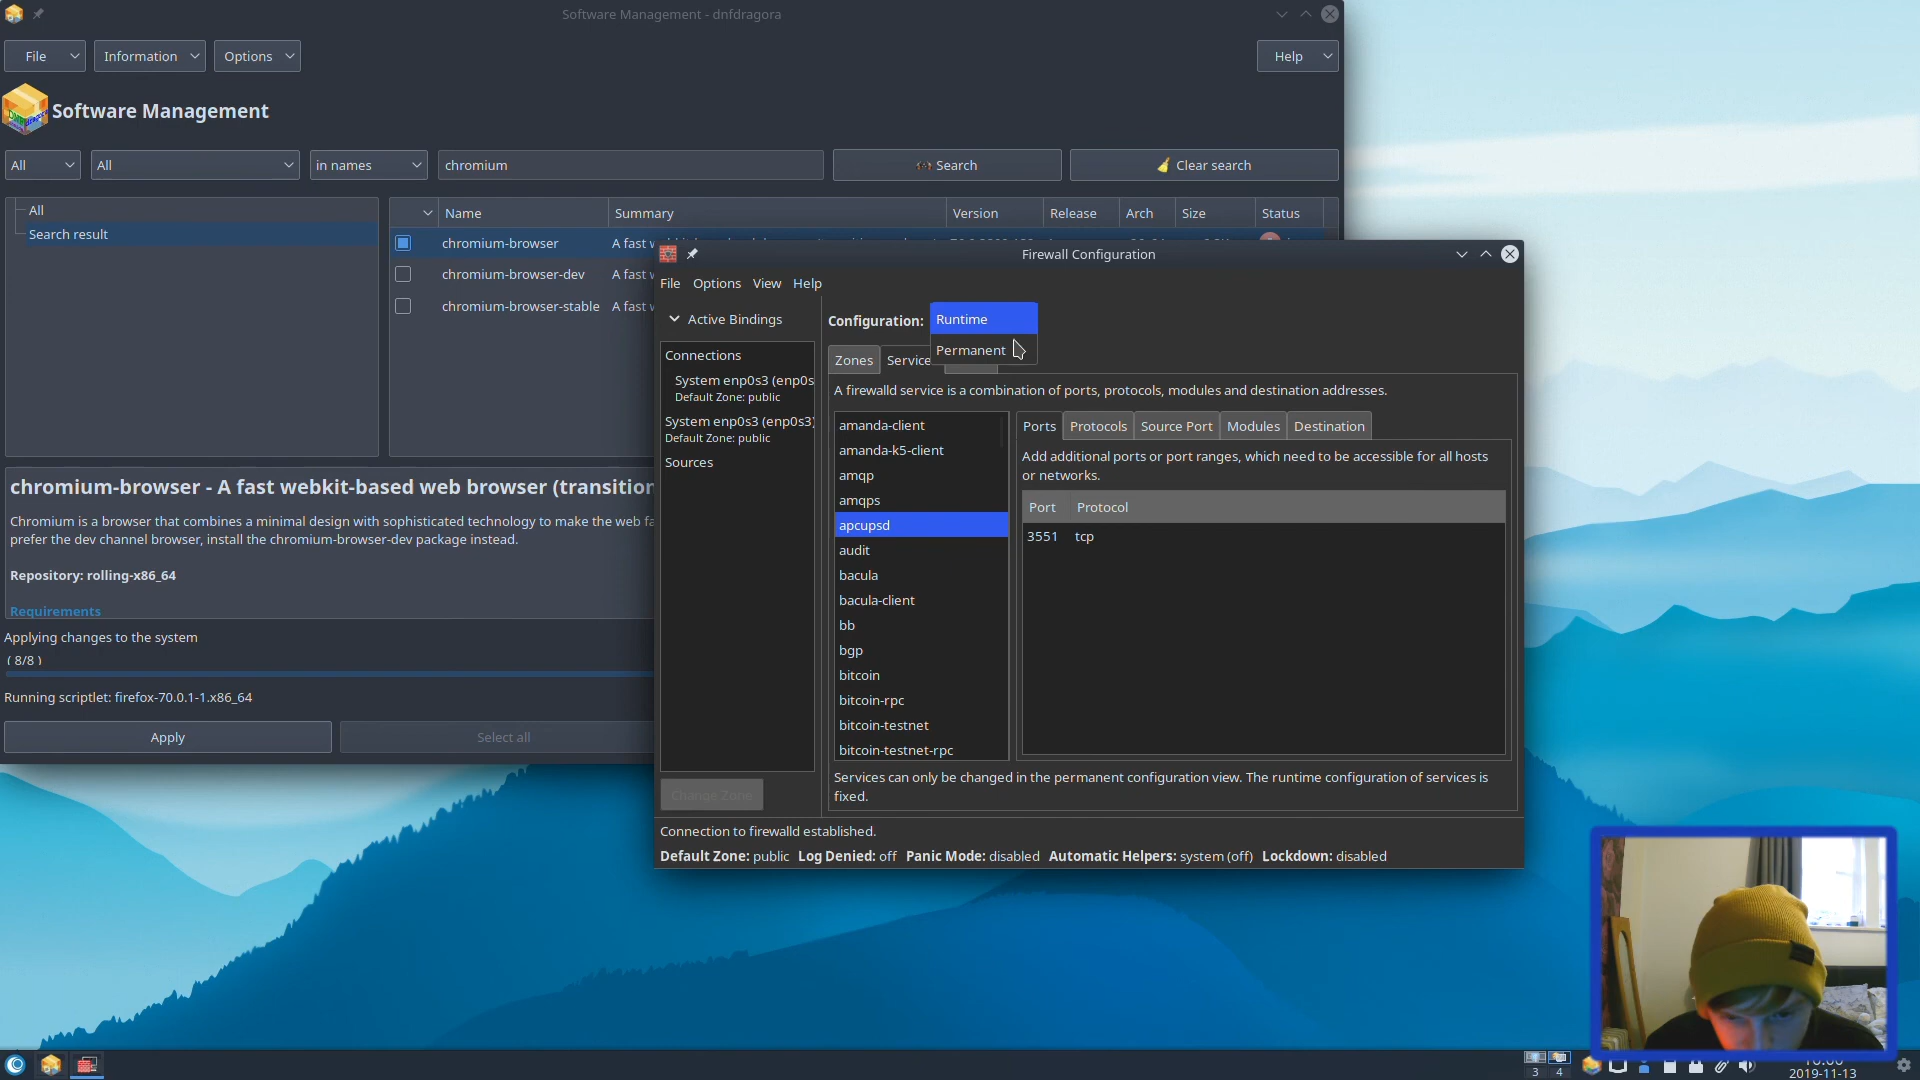 Software Management - dnfdragora
File
Information
Options
Help
Software Management
All
All
in names
chromium
Search
Clear search
All
Search result
Name
Summary
Version
Release
Arch
Size
Status
chromium-browser
A fast
chromium-browser-dev
A fast
chromium-browser-stable
A fast
chromium-browser - A fast webkit-based web browser
Chromium is a browser that combines a minimal design with sophisticated technology to make the web
prefer the dev channel browser, install the chromium-browser-dev package instead.
Repository: rolling-x86_64
Requirements
Applying changes to the system
( 8/8 )
Running scriptlet: firefox-70.0.1-1.x86_64
Apply
Select all
Firewall Configuration
File
Options
View
Help
Active Bindings
Configuration:
Runtime
Permanent
Connections
System enp0s3 (enp0s
Default Zone: public
System enp0s3 (enp0s3)
Default Zone: public
Sources
Change Zone
Zones
Service
A firewalld service is a combination of ports, protocols, modules and destination addresses.
amanda-client
amanda-k5-client
amqp
amqps
apcupsd
audit
bacula
bacula-client
bb
bgp
bitcoin
bitcoin-rpc
bitcoin-testnet
bitcoin-testnet-rpc
Ports
Protocols
Source Port
Modules
Destination
Add additional ports or port ranges, which need to be accessible for all hosts
or networks.
Port
Protocol
3551
tcp
Services can only be changed in the permanent configuration view. The runtime configuration of services is
fixed.
Connection to firewalld established.
Default Zone: public Log Denied: off Panic Mode: disabled Automatic Helpers: system (off) Lockdown: disabled
3
4
2019-11-13